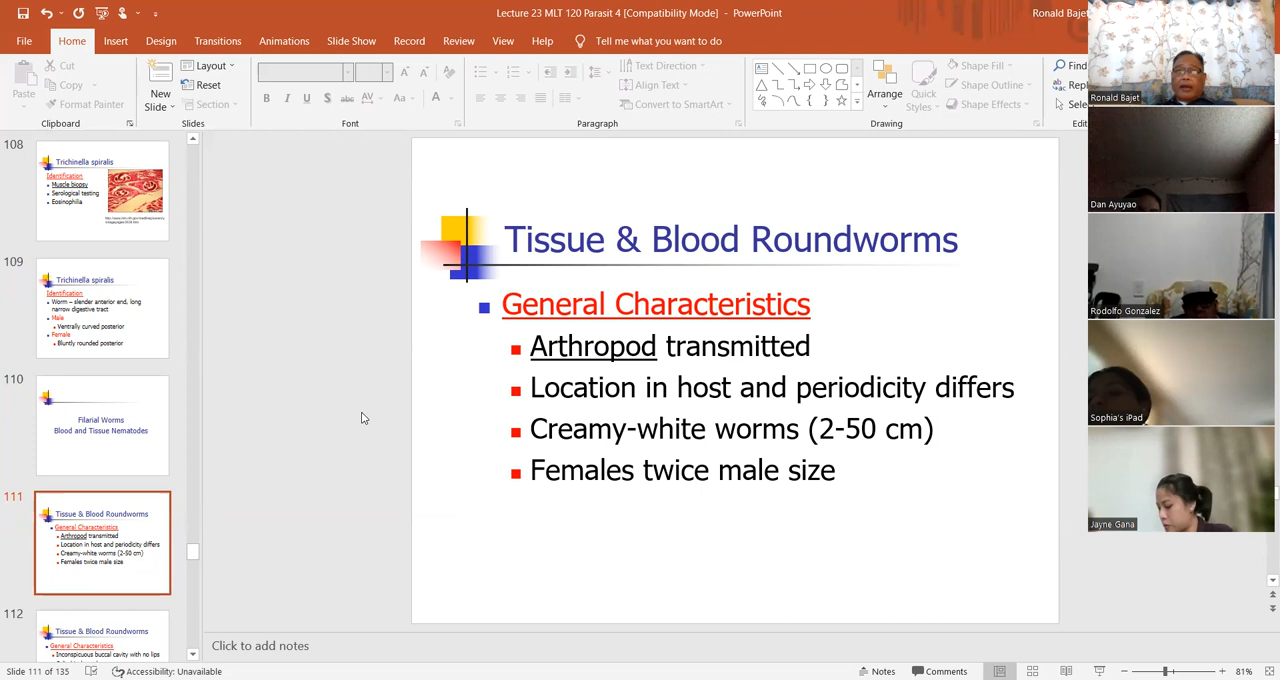 Lecture 23 MLT 120 Parasit 4 [Compatibility Mode] - PowerPoint
Ronald Bajet
File Home Insert Design Slide Show Transitions Animations Record Review View Help Tell me what you want to do
Paste
Cut
Copy
Format Painter
Clipboard
New
Slide
Layout
Reset
Section
Slides
B I U S abc AV Aa A
Font
Text Direction
Align Text
Convert to SmartArt
Paragraph
Arrange
Quick
Styles
Shape Fill
Shape Outline
Shape Effects
Drawing
Find
108
Trichinella spiralis
Identification
Muscle biopsy
Serological testing
Eosinophilia
109
Trichinella spiralis
Identification
Worm – slender anterior end, long
narrow digestive tract
Male
Ventrally curved posterior
Female
Bluntly rounded posterior
110
Filarial Worms
Blood and Tissue Nematodes
111
Tissue & Blood Roundworms
General Characteristics
Arthropod transmitted
Location in host and periodicity differs
Creamy-white worms (2-50 cm)
Females twice male size
112
Tissue & Blood Roundworms
General Characteristics
Inconspicuous buccal cavity with no lips
Tissue & Blood Roundworms
General Characteristics
Arthropod transmitted
Location in host and periodicity differs
Creamy-white worms (2-50 cm)
Females twice male size
Click to add notes
Slide 111 of 135
Accessibility: Unavailable
Notes
Comments
81%
Ronald Bajet
Dan Ayuyao
Rodolfo Gonzalez
Sophia's iPad
Jayne Gana